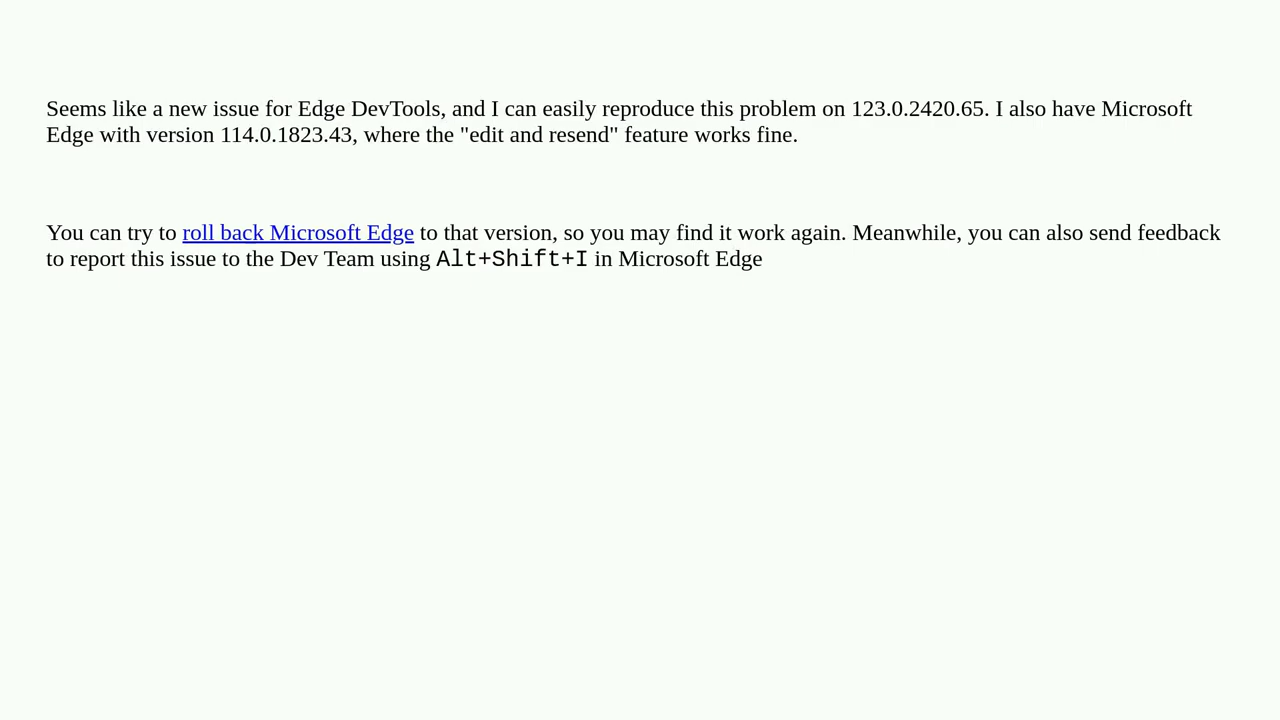 Seems like a new issue for Edge DevTools, and I can easily reproduce this problem on 123.0.2420.65. I also have Microsoft
Edge with version 114.0.1823.43, where the "edit and resend" feature works fine.
You can try to roll back Microsoft Edge to that version, so you may find it work again. Meanwhile, you can also send feedback
to report this issue to the Dev Team using Alt+Shift+I in Microsoft Edge